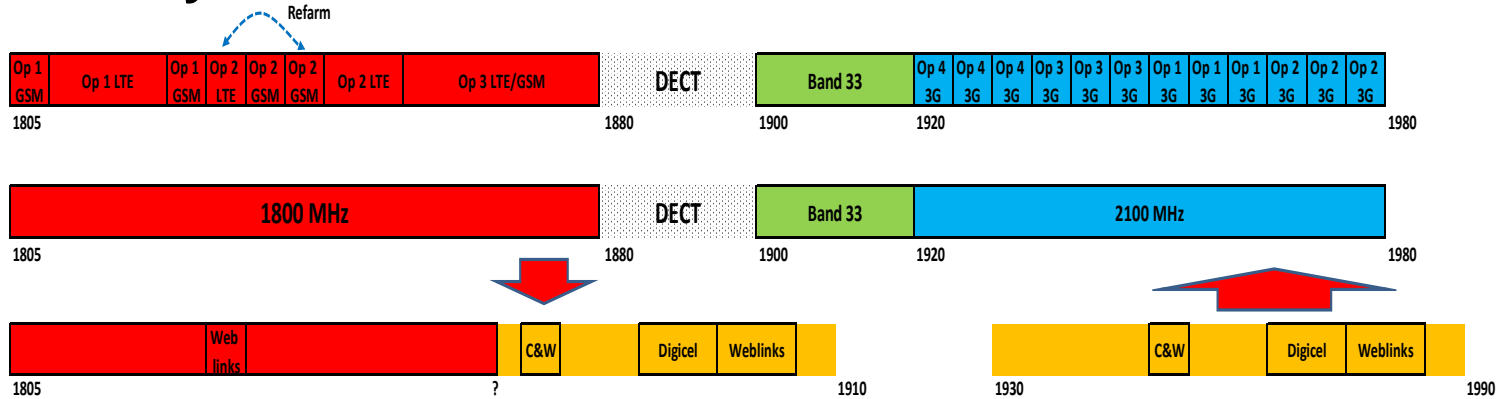 Refarm
Op 1 GSM
Op 1 LTE
Op 1 GSM
Op 2 LTE
Op 2 GSM
Op 2 GSM
Op 2 LTE
Op 3 LTE/GSM
DECT
Band 33
Op 4 3G
Op 4 3G
Op 4 3G
Op 3 3G
Op 3 3G
Op 3 3G
Op 1 3G
Op 1 3G
Op 1 3G
Op 2 3G
Op 2 3G
Op 2 3G
1805 1880 1900 1920 1980
1800 MHz DECT Band 33 2100 MHz
1805 1880 1900 1920 1980
Web links
C&W Digicel Weblinks C&W Digicel Weblinks
1805 ? 1910 1930 1990